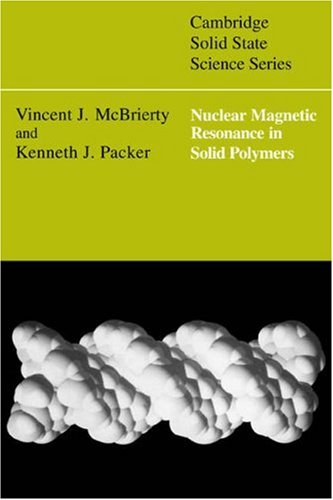 Cambridge
Solid State
Science Series
Vincent J. McBrierty
and
Kenneth J. Packer
Nuclear Magnetic
Resonance in
Solid Polymers